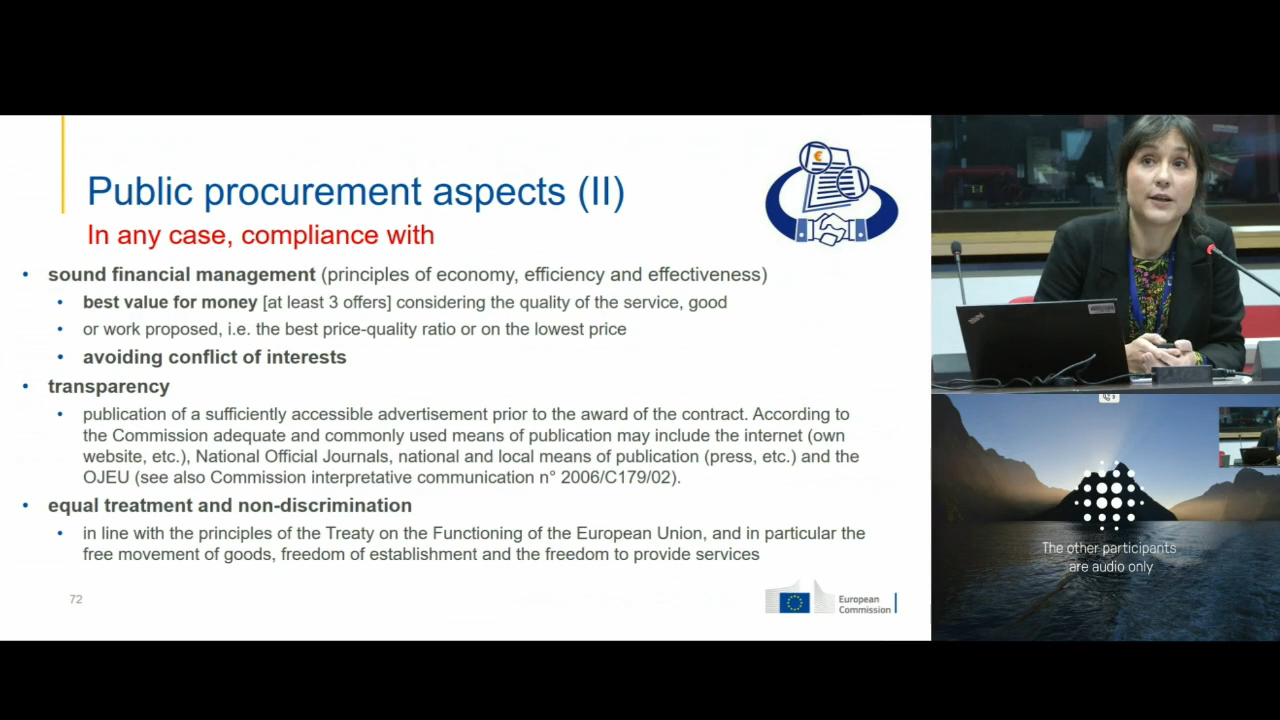 Public procurement aspects (II)
In any case, compliance with
• sound financial management (principles of economy, efficiency and effectiveness)
• best value for money [at least 3 offers] considering the quality of the service, good
• or work proposed, i.e. the best price-quality ratio or on the lowest price
• avoiding conflict of interests
• transparency
• publication of a sufficiently accessible advertisement prior to the award of the contract. According to
the Commission adequate and commonly used means of publication may include the internet (own
website, etc.), National Official Journals, national and local means of publication (press, etc.) and the
OJEU (see also Commission interpretative communication n° 2006/C179/02).
• equal treatment and non-discrimination
• in line with the principles of the Treaty on the Functioning of the European Union, and in particular the
free movement of goods, freedom of establishment and the freedom to provide services
72
European
Commission
The other participants
are audio only